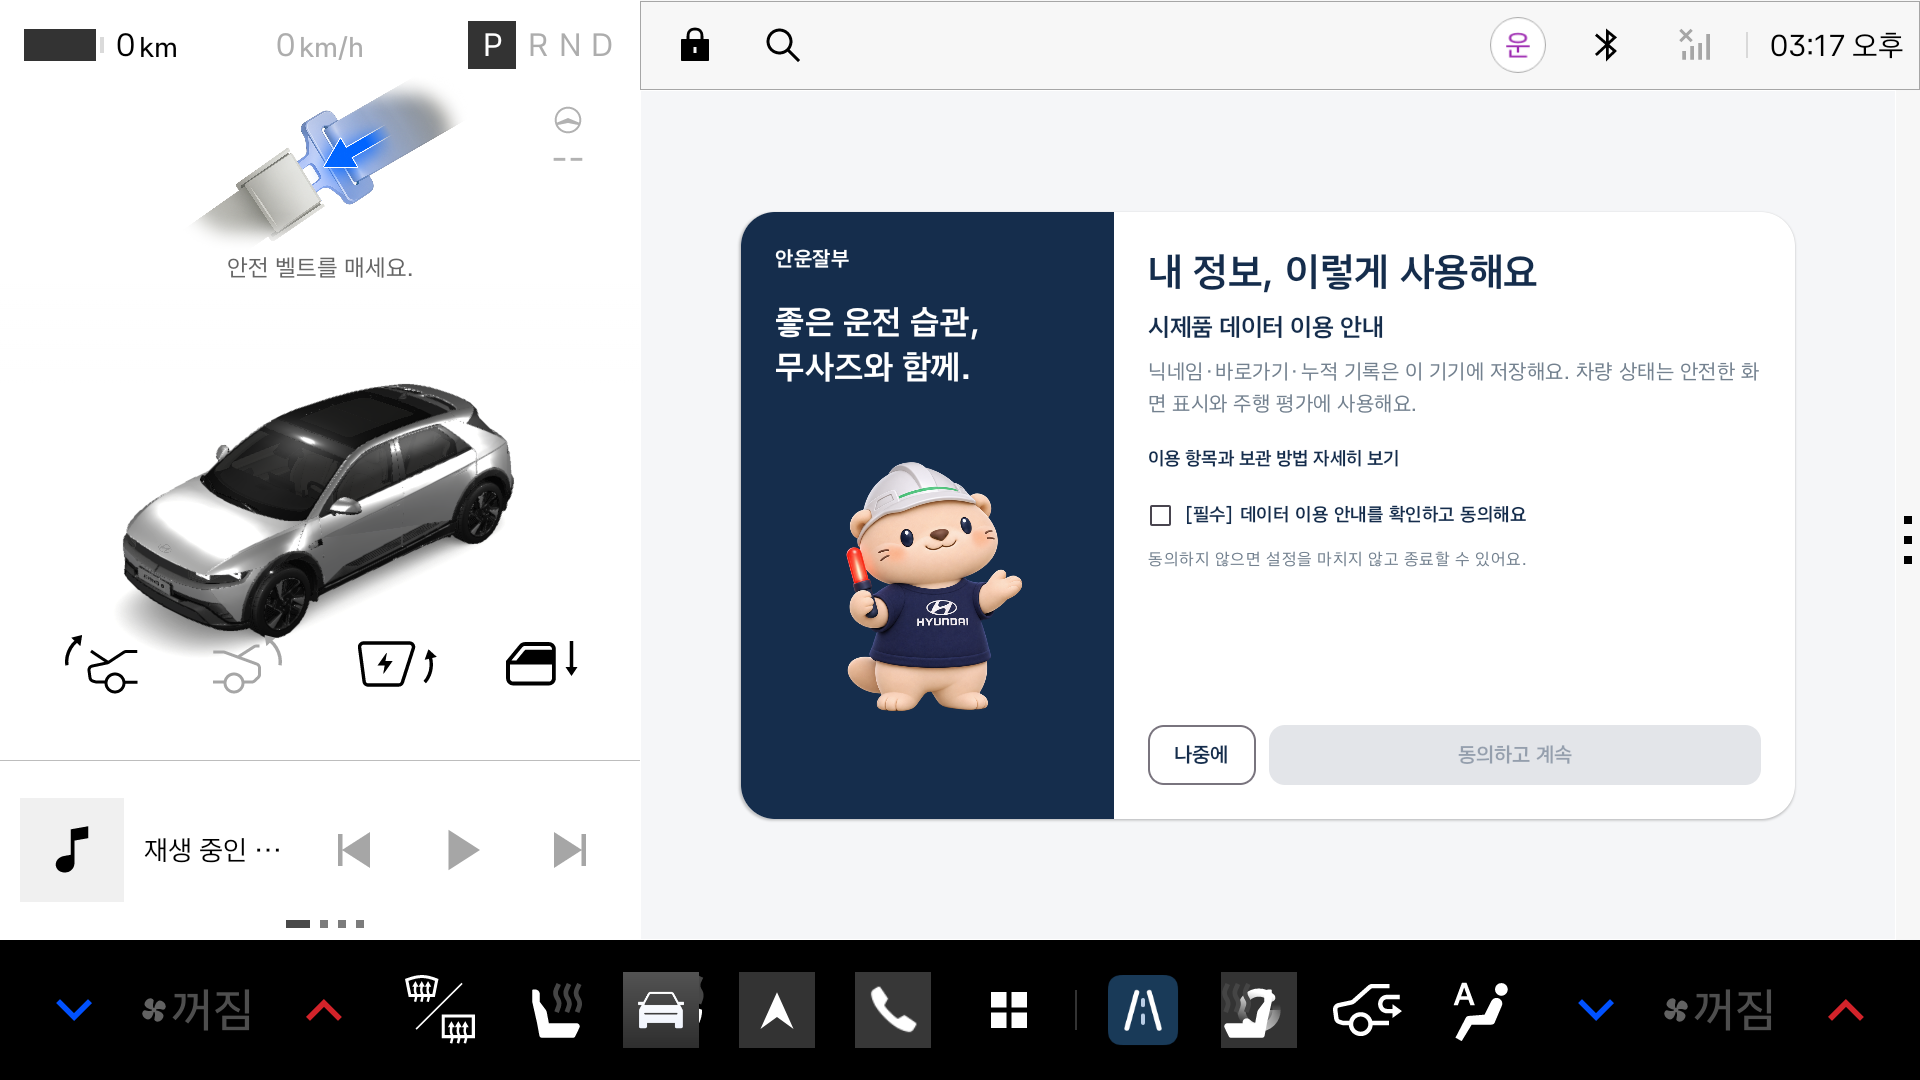 0 km
0 km/h
P R N D
03:17 오후
운
안전 벨트를 매세요.
안운잘부
좋은 운전 습관,
무사즈와 함께.
HYUNDAI
내 정보, 이렇게 사용해요
시제품 데이터 이용 안내
닉네임·바로가기·누적 기록은 이 기기에 저장해요. 차량 상태는 안전한 화
면 표시와 주행 평가에 사용해요.
이용 항목과 보관 방법 자세히 보기
[필수] 데이터 이용 안내를 확인하고 동의해요
동의하지 않으면 설정을 마치지 않고 종료할 수 있어요.
나중에
동의하고 계속
재생 중인 ···
꺼짐
A
꺼짐